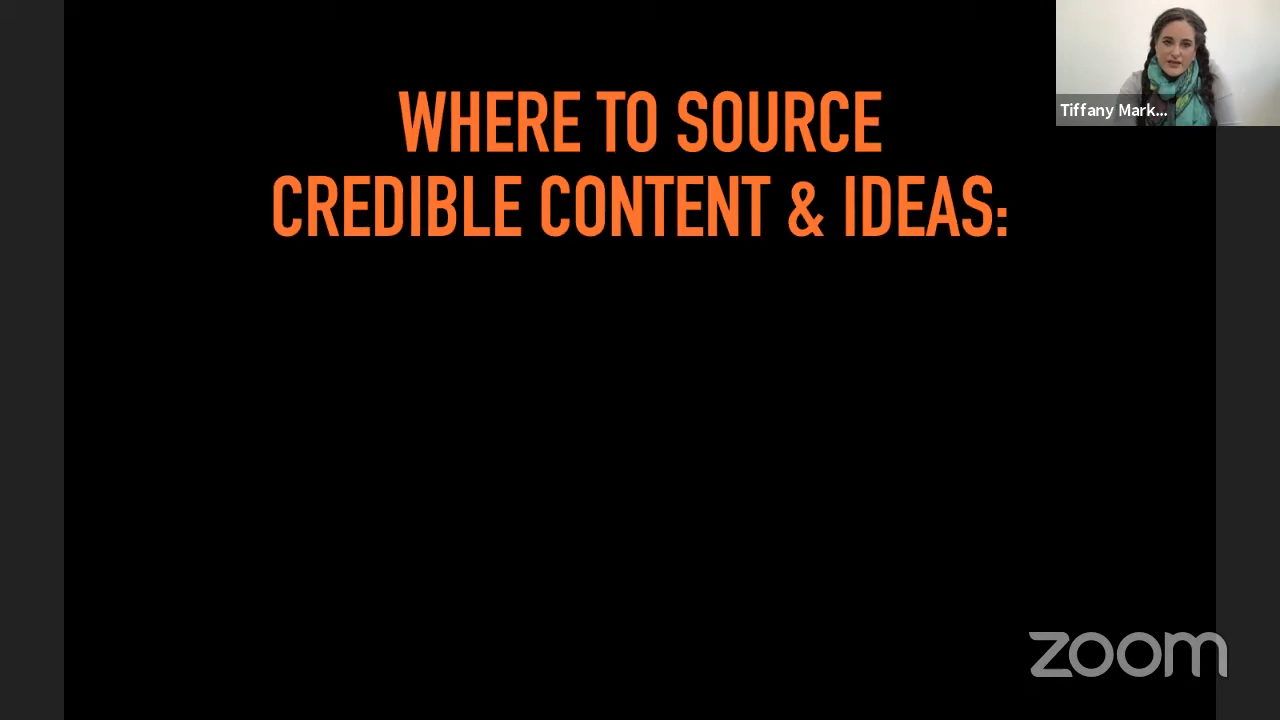 WHERE TO SOURCE
CREDIBLE CONTENT & IDEAS:
Tiffany Mark...
zoom